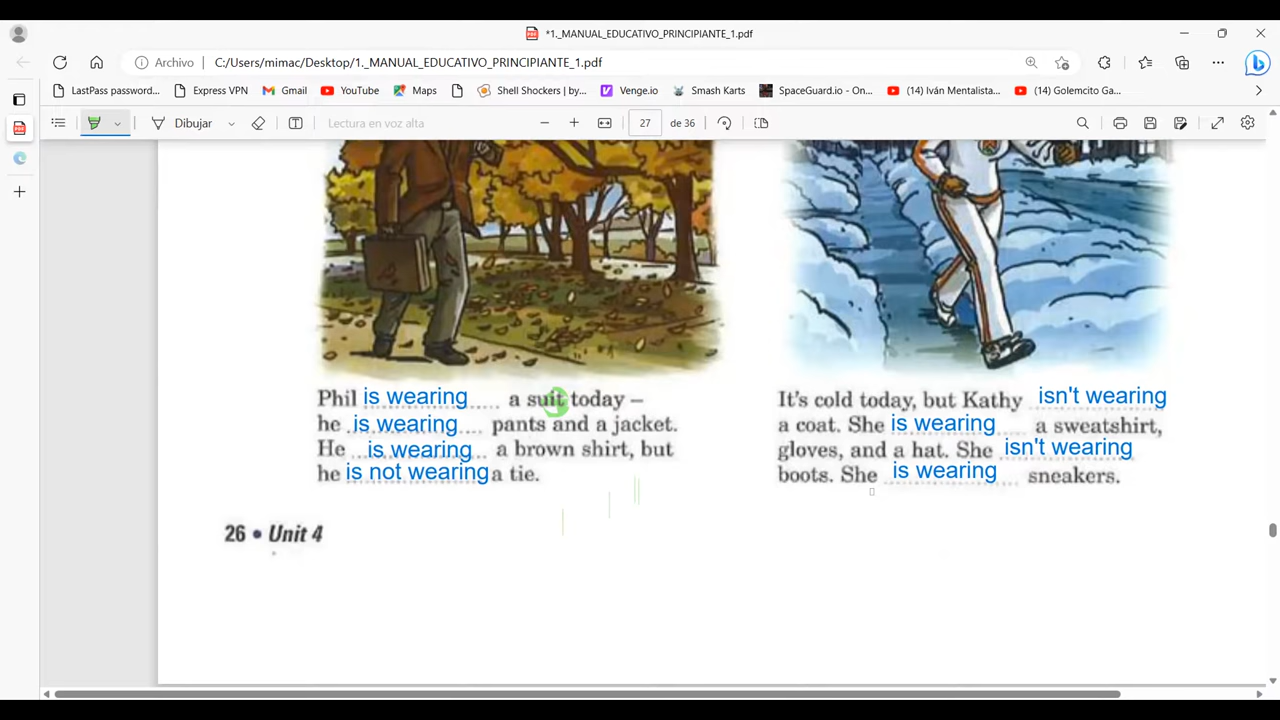 *1._MANUAL_EDUCATIVO_PRINCIPIANTE_1.pdf
Archivo C:/Users/mimac/Desktop/1._MANUAL_EDUCATIVO_PRINCIPIANTE_1.pdf
LastPass password... Express VPN Gmail YouTube Maps Shell Shockers | by... Venge.io Smash Karts SpaceGuard.io - On... (14) Iván Mentalista... (14) Golemcito Ga...
Dibujar Lectura en voz alta 27 de 36
Phil is wearing a suit today –
he is wearing pants and a jacket.
He is wearing a brown shirt, but
he is not wearing a tie.
It's cold today, but Kathy isn't wearing
a coat. She is wearing a sweatshirt,
gloves, and a hat. She isn't wearing
boots. She is wearing sneakers.
26 • Unit 4